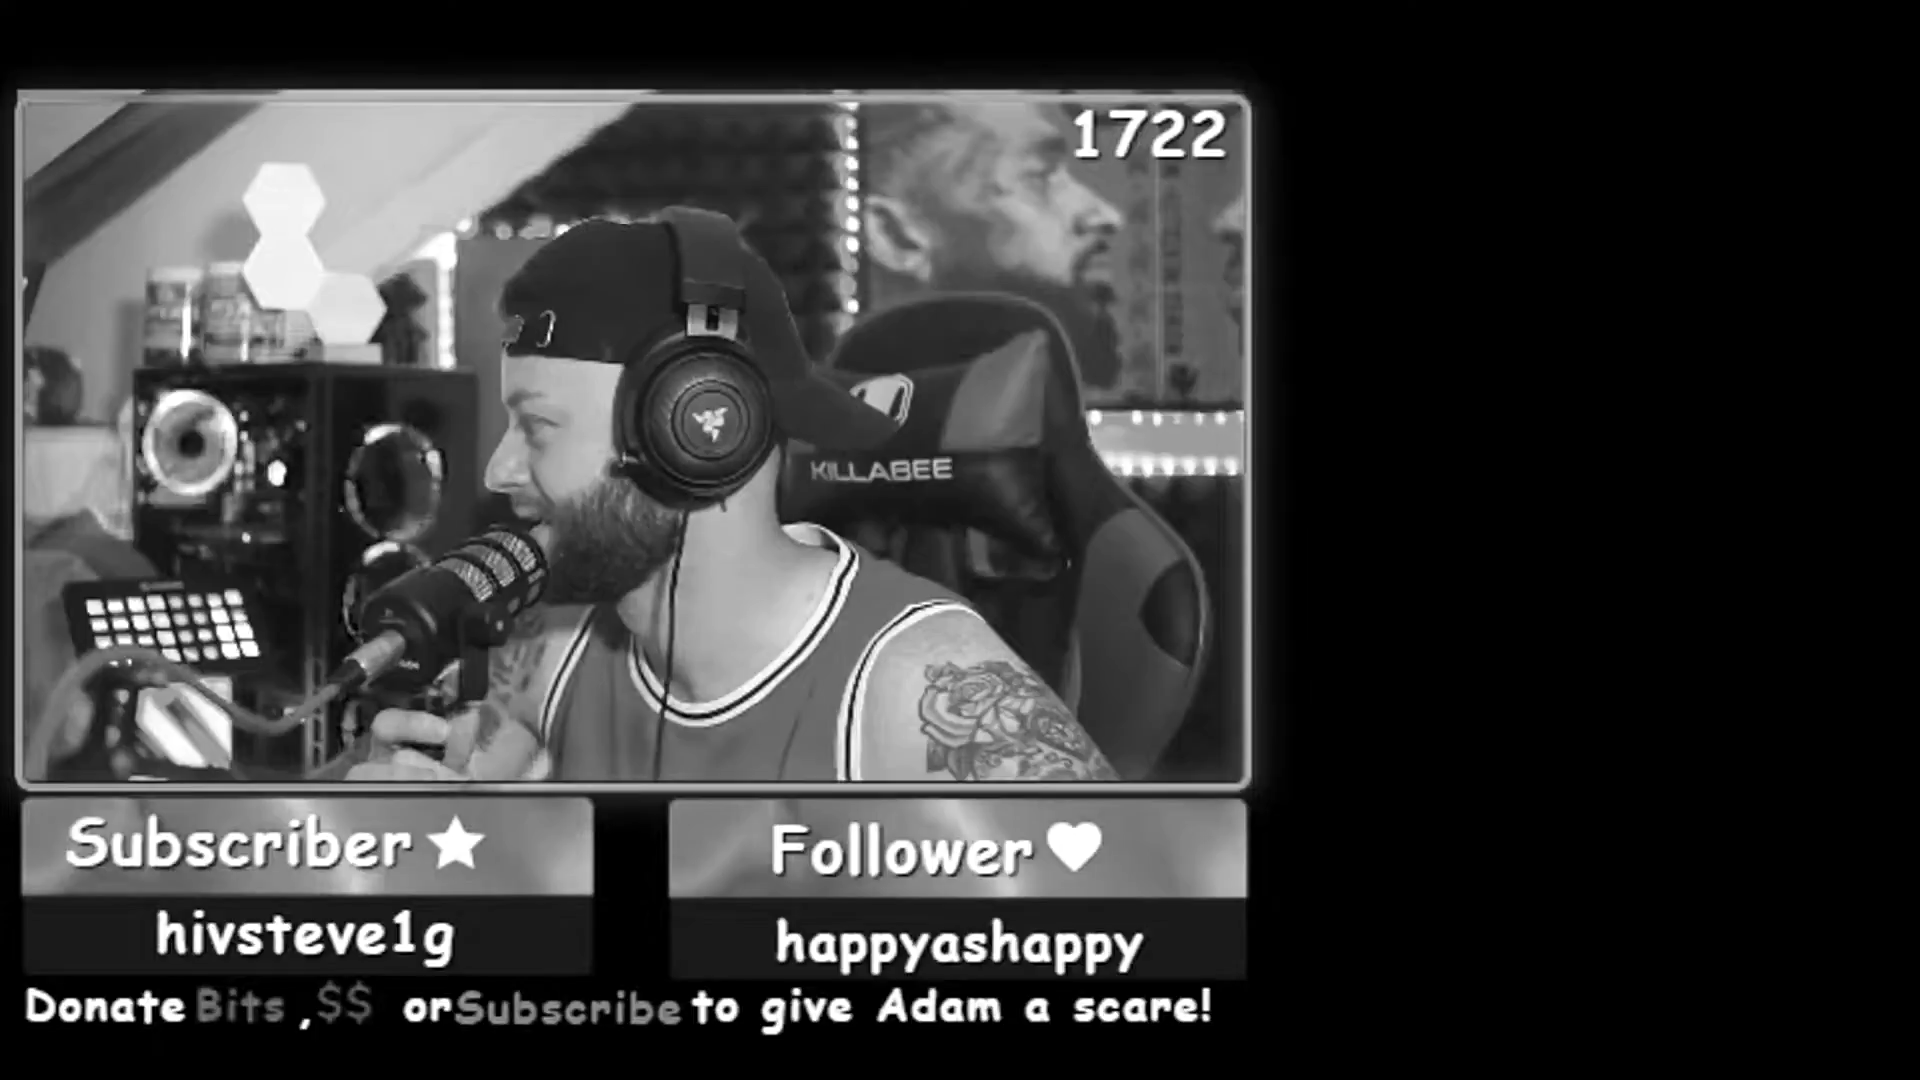 1722
KILLABEE
Subscriber
Follower
hivsteve1g
happyashappy
Donate Bits ,$$ or Subscribe to give Adam a scare!